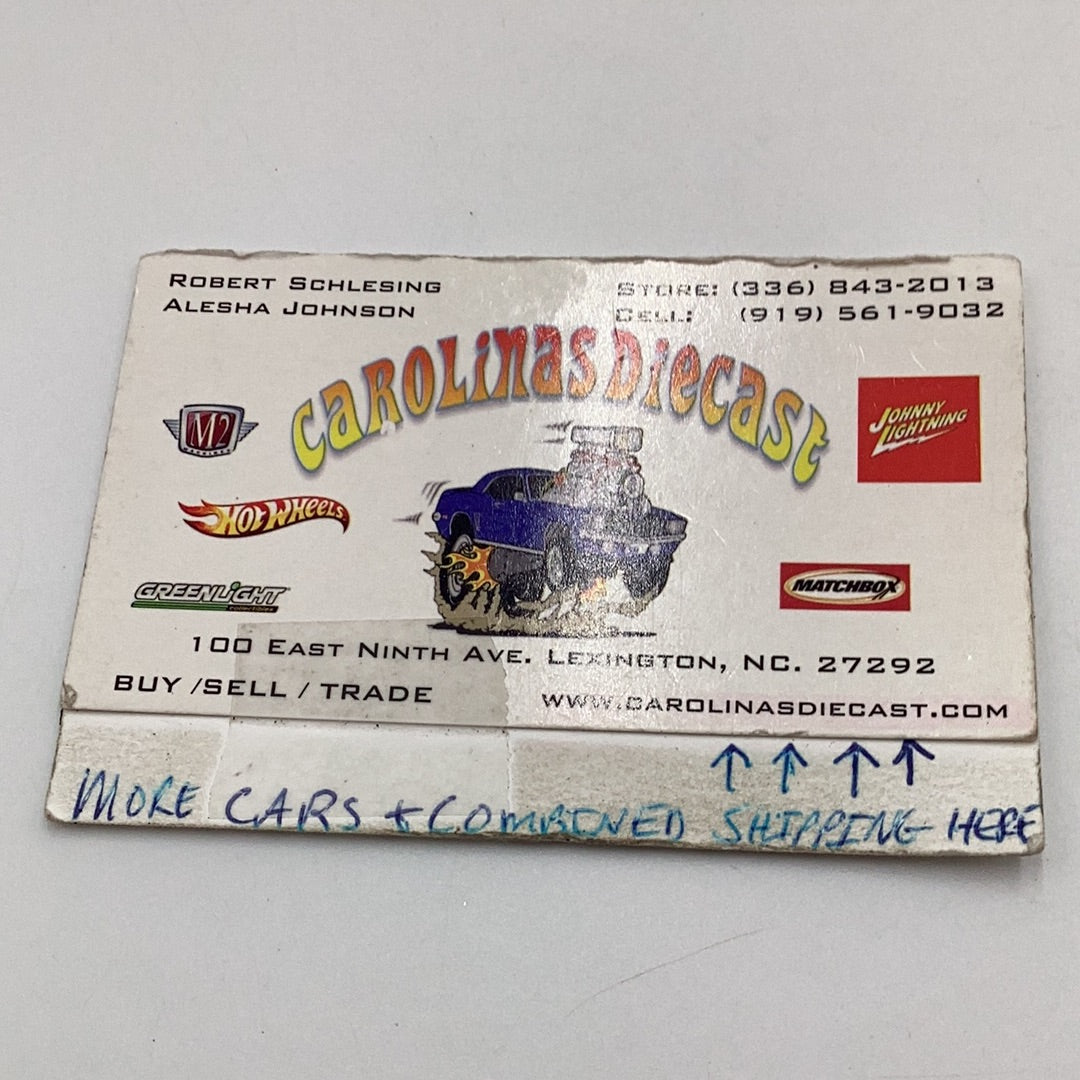 ROBERT SCHLESING
ALESHA JOHNSON
STORE: (336) 843-2013
CELL: (919) 561-9032
CAROLINAS DIECAST
M2
MACHINES
JOHNNY
LIGHTNING
HOT WHEELS
GREENLIGHT
collectibles
MATCHBOX
100 EAST NINTH AVE. LEXINGTON, NC. 27292
BUY /SELL / TRADE
WWW.CAROLINASDIECAST.COM
MORE CARS + COMBINED SHIPPING HERE